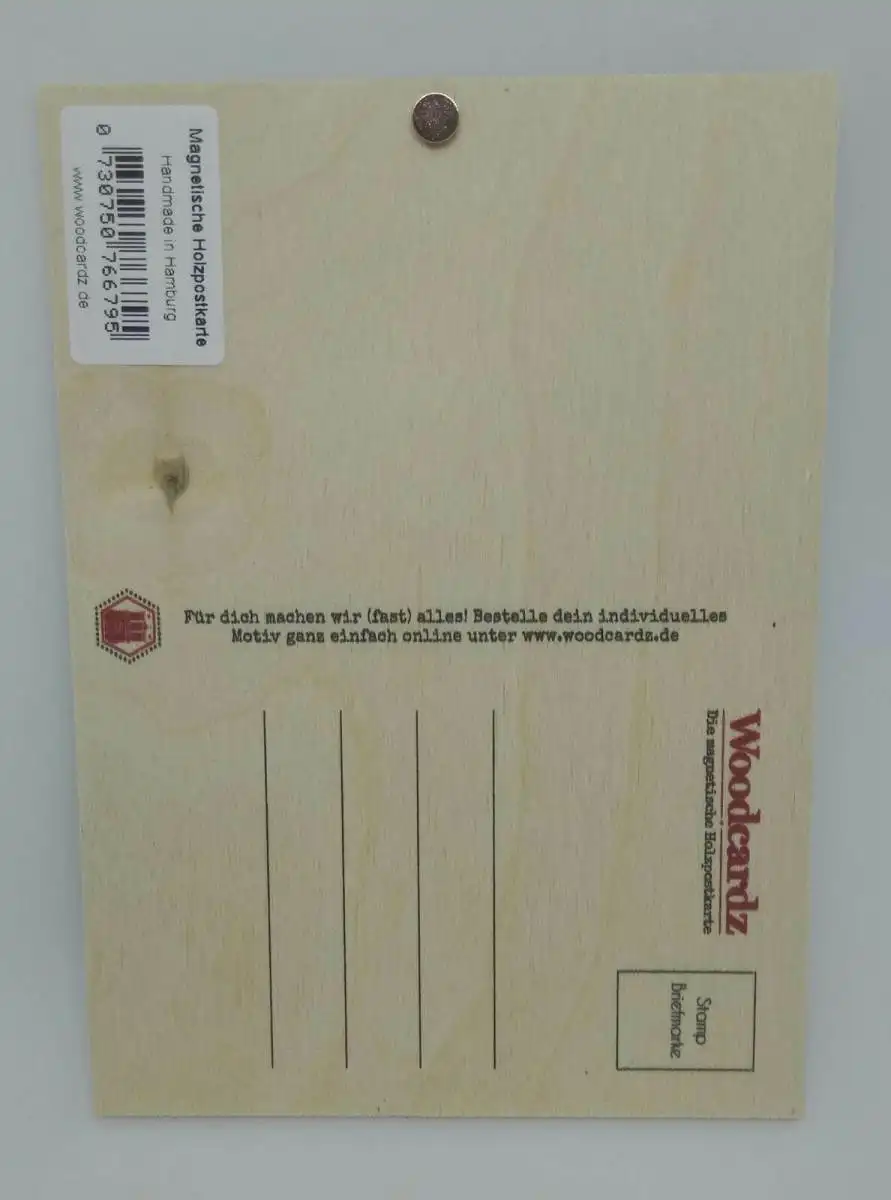 Magnetische Holzpostkarte
Handmade in Hamburg
0 730750 766795
www.woodcardz.de
Für dich machen wir (fast) alles! Bestelle dein individuelles
Motiv ganz einfach online unter www.woodcardz.de
Woodcardz
Die magnetische Holzpostkarte
Stamp
Briefmarke